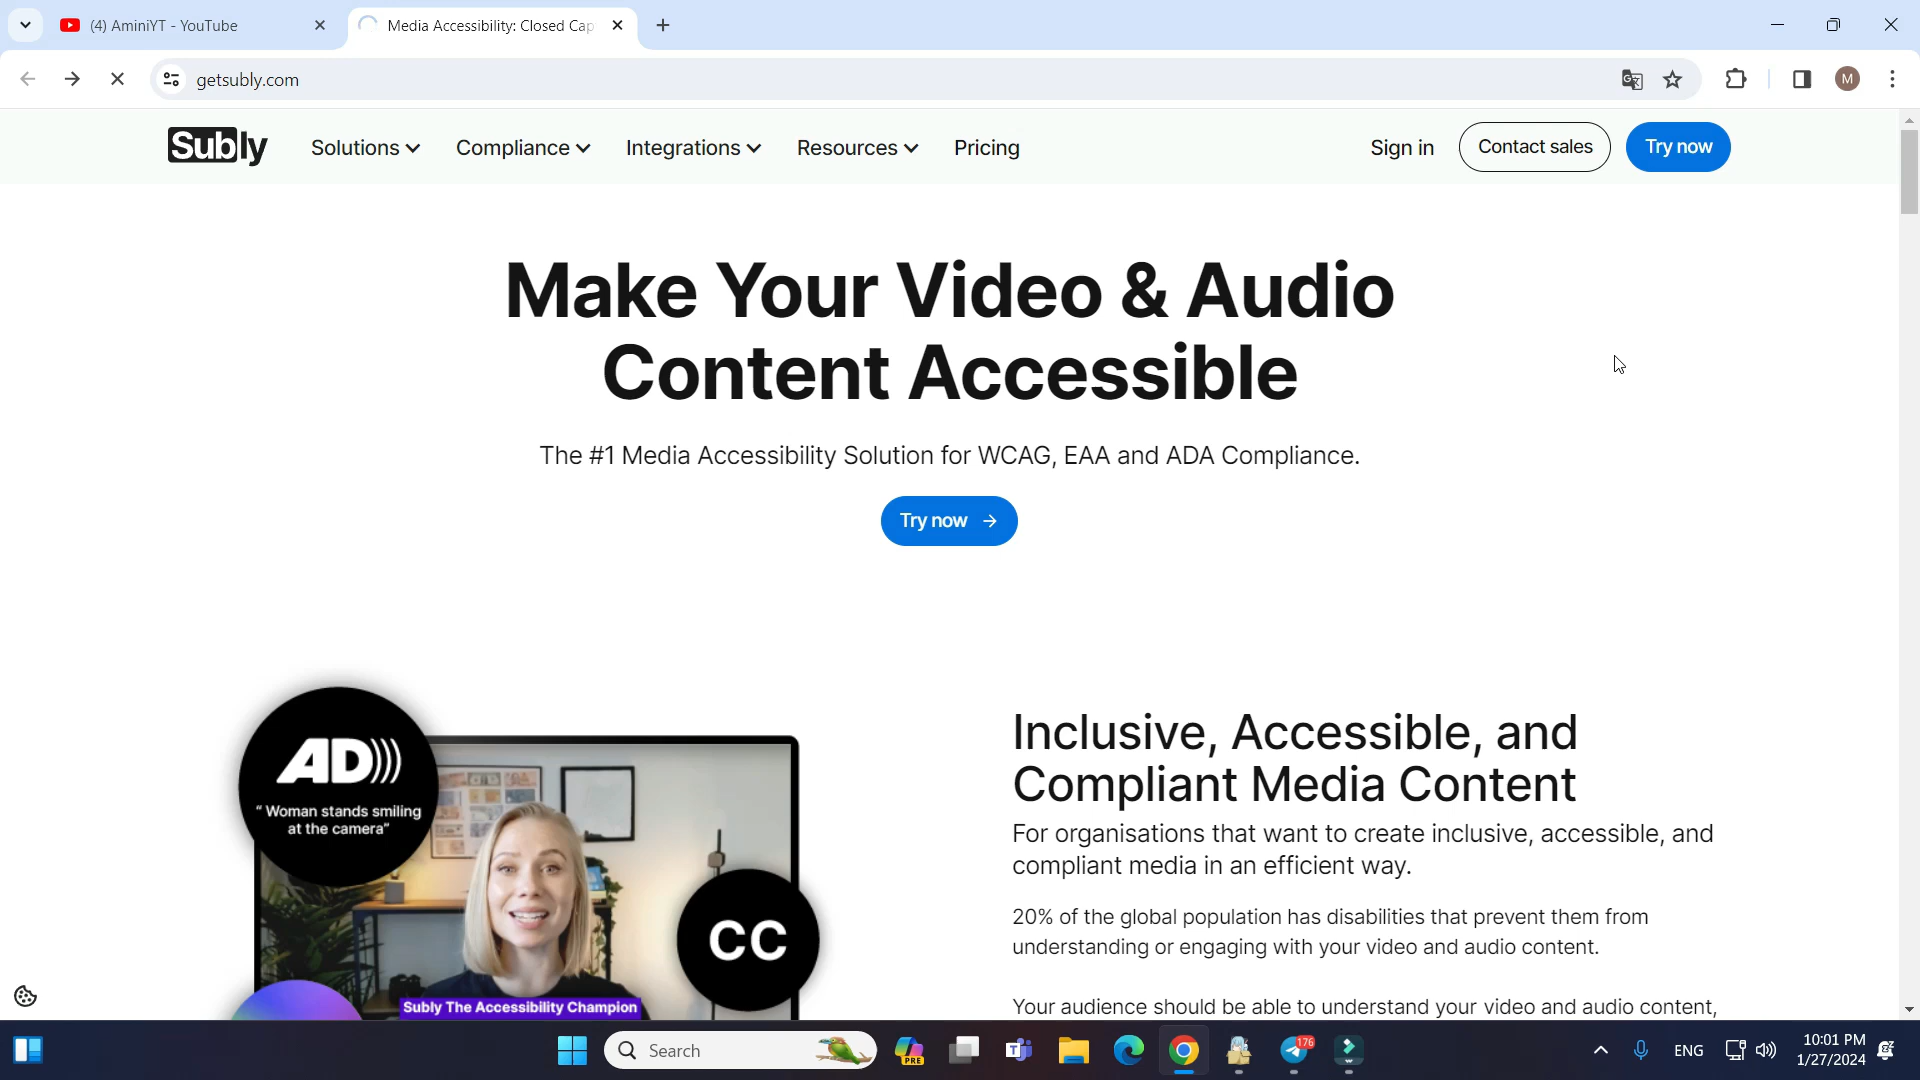 (4) AminiYT - YouTube
Media Accessibility: Closed Cap
getsubly.com
M
Subly
Solutions
Compliance
Integrations
Resources
Pricing
Sign in
Contact sales
Try now
Make Your Video & Audio
Content Accessible
The #1 Media Accessibility Solution for WCAG, EAA and ADA Compliance.
Try now
AD
“ Woman stands smiling
at the camera”
CC
Subly The Accessibility Champion
Inclusive, Accessible, and
Compliant Media Content
For organisations that want to create inclusive, accessible, and
compliant media in an efficient way.
20% of the global population has disabilities that prevent them from
understanding or engaging with your video and audio content.
Your audience should be able to understand your video and audio content,
Search
PRE
176
ENG
10:01 PM
1/27/2024